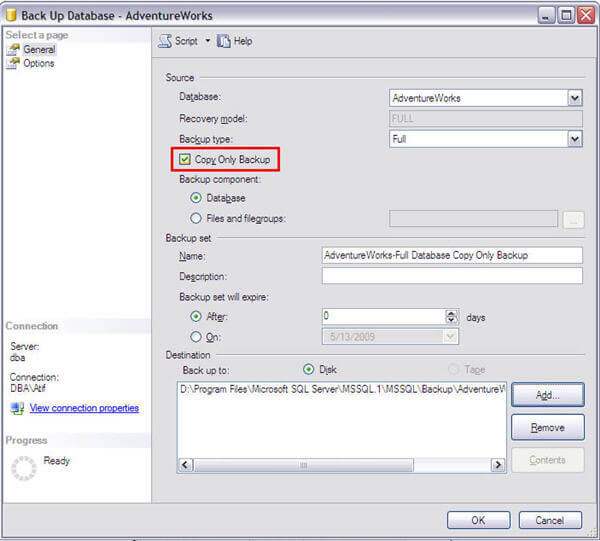 Back Up Database - AdventureWorks
Select a page
General
Options
Script
Help
Source
Database:
AdventureWorks
Recovery model:
FULL
Backup type:
Full
Copy Only Backup
Backup component:
Database
Files and filegroups:
...
Backup set
Name:
AdventureWorks-Full Database Copy Only Backup
Description:
Backup set will expire:
After:
0
days
On:
5/13/2009
Destination
Back up to:
Disk
Tape
D:\Program Files\Microsoft SQL Server\MSSQL.1\MSSQL\Backup\AdventureW
Add...
Remove
Contents
Connection
Server:
dba
Connection:
DBA\Atif
View connection properties
Progress
Ready
OK
Cancel